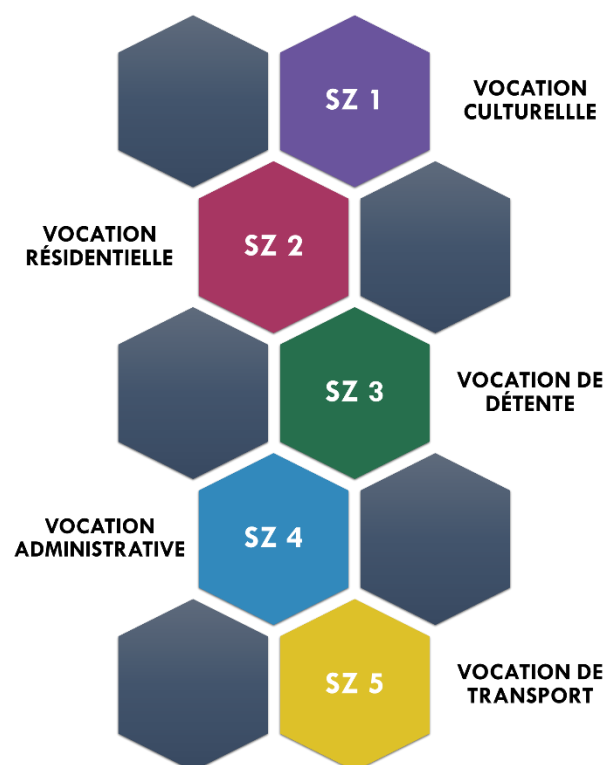 SZ 1
VOCATION
CULTURELLLE
VOCATION
RÉSIDENTIELLE
SZ 2
SZ 3
VOCATION DE
DÉTENTE
VOCATION
ADMINISTRATIVE
SZ 4
SZ 5
VOCATION DE
TRANSPORT